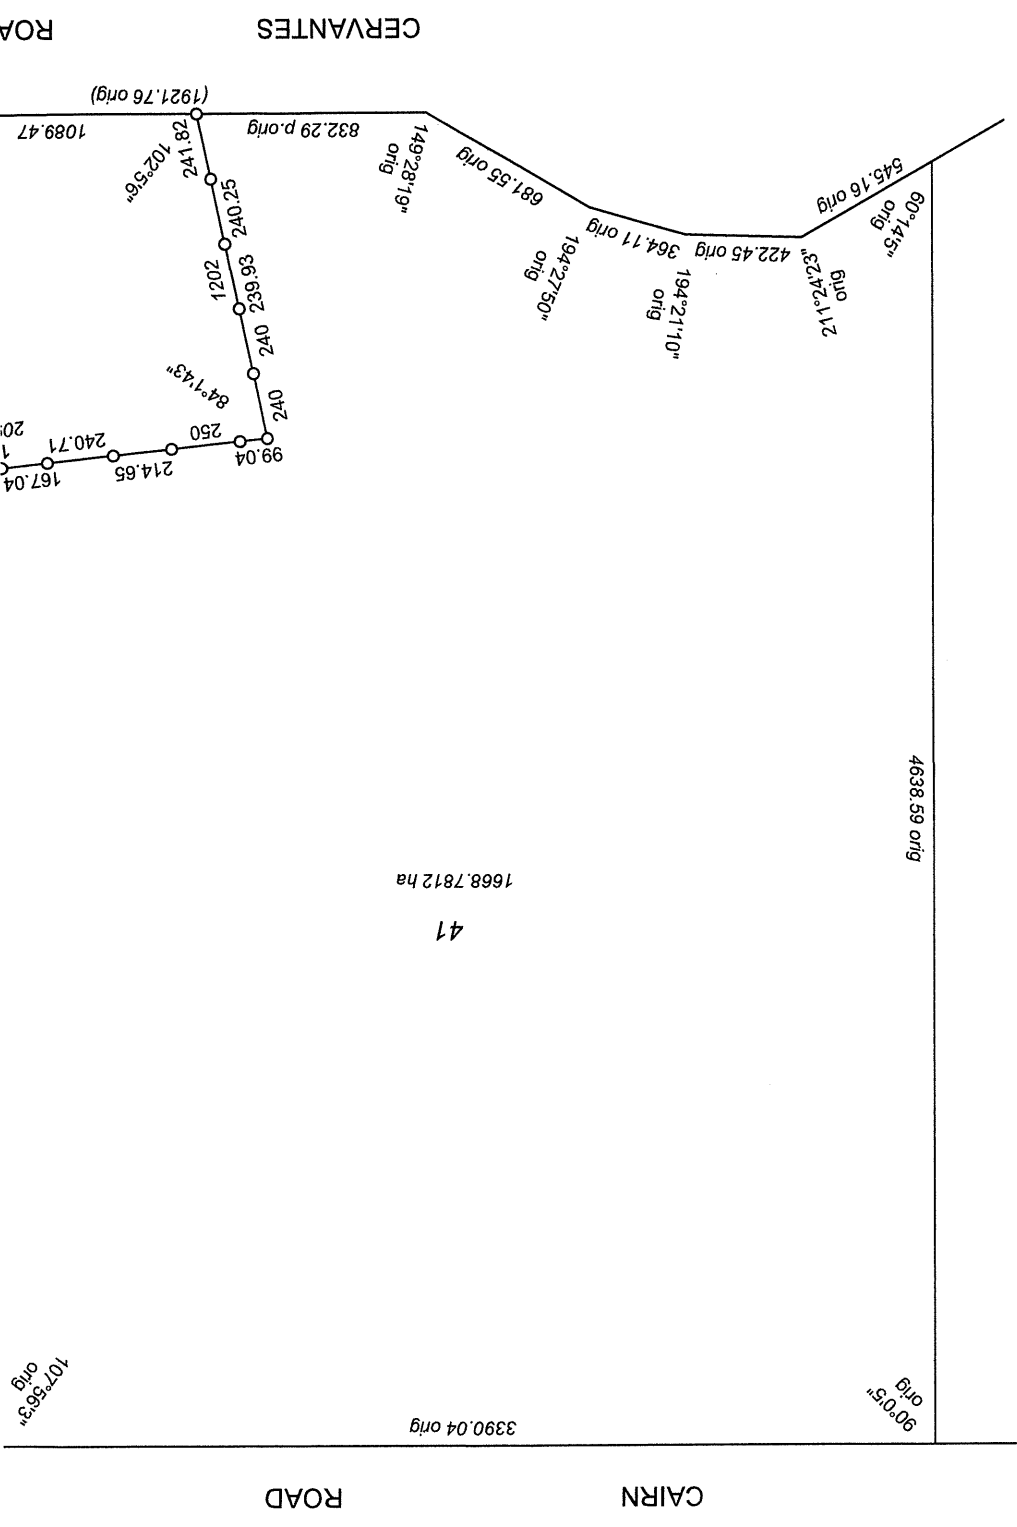 CAIRN ROAD
3390.04 orig
90°0'5"
orig
107°56'3"
orig
41
1668.7812 ha
4638.59 orig
99.04
214.65
167.04
250
240.71
84°1'43"
240
240
239.93
1202
240.25
241.82
102°5'6"
211°24'23"
orig
194°21'10"
orig
194°27'50"
orig
149°28'19"
orig
60°14'5"
orig
545.16 orig
422.45 orig
364.11 orig
681.55 orig
832.29 p.orig
1089.47
(1921.76 orig)
CERVANTES